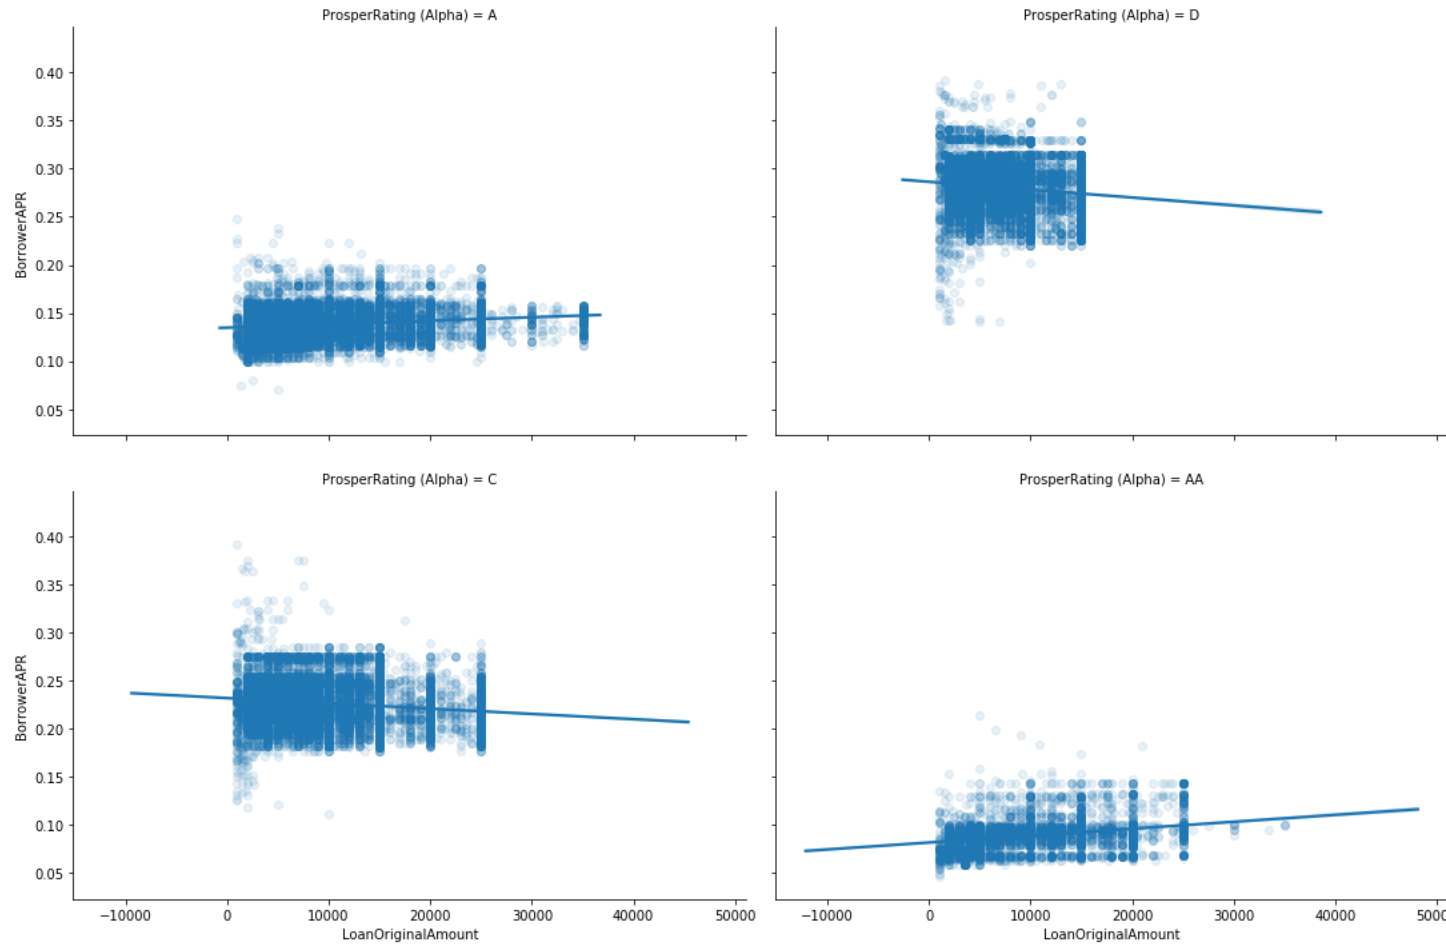 ProsperRating (Alpha) = A
ProsperRating (Alpha) = D
0.40
0.35
0.30
0.25
0.20
0.15
0.10
0.05
BorrowerAPR
ProsperRating (Alpha) = C
ProsperRating (Alpha) = AA
0.40
0.35
0.30
0.25
0.20
0.15
0.10
0.05
BorrowerAPR
−10000 0 10000 20000 30000 40000 50000
−10000 0 10000 20000 30000 40000
LoanOriginalAmount
LoanOriginalAmount